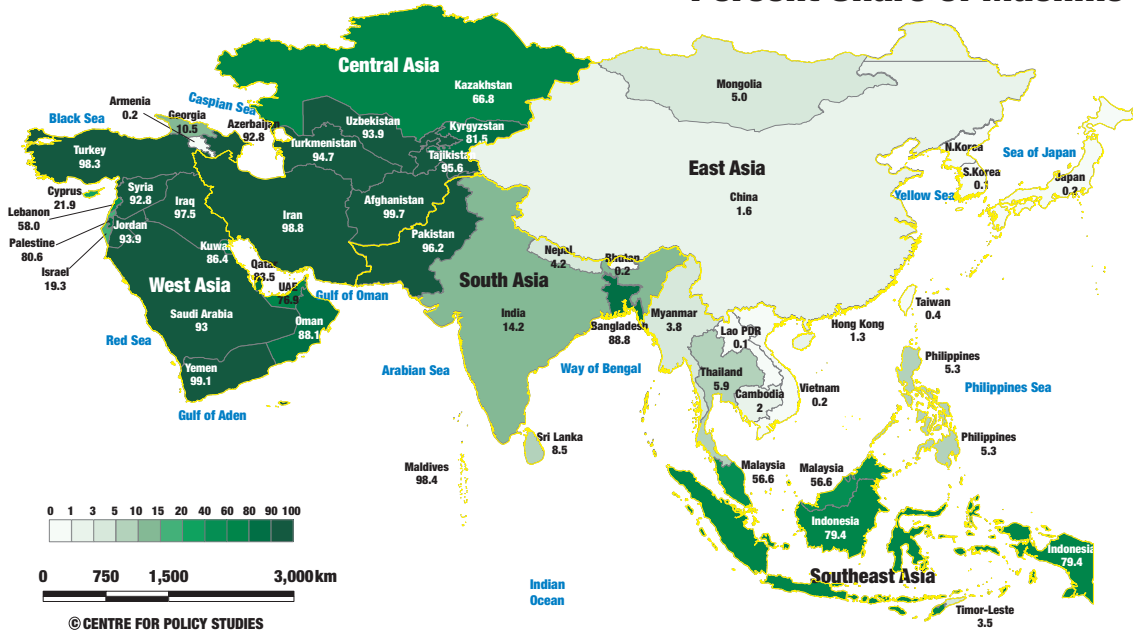 Central Asia
Kazakhstan
66.8
Mongolia
5.0
Armenia
0.2
Caspian Sea
Black Sea
Georgia
10.5
Azerbaijan
92.8
Uzbekistan
93.9
Kyrgyzstan
81.5
Turkmenistan
94.7
Tajikistan
95.6
Turkey
98.3
East Asia
China
1.6
N.Korea
S.Korea
0.1
Sea of Japan
Japan
0.2
Yellow Sea
Cyprus
21.9
Syria
92.8
Iraq
97.5
Iran
98.8
Afghanistan
99.7
Lebanon
58.0
Jordan
93.9
Palestine
80.6
Israel
19.3
Kuwa
86.4
Pakistan
96.2
Qatar
83.5
UAE
76.9
Gulf of Oman
West Asia
Saudi Arabia
93
Oman
88.1
Red Sea
Yemen
99.1
Gulf of Aden
Nepal
4.2
Bhutan
0.2
South Asia
India
14.2
Bangladesh
88.8
Myanmar
3.8
Lao PDR
0.1
Taiwan
0.4
Hong Kong
1.3
Arabian Sea
Way of Bengal
Thailand
5.9
Cambodia
2
Vietnam
0.2
Philippines
5.3
Philippines Sea
Philippines
5.3
Sri Lanka
8.5
Maldives
98.4
Malaysia
56.6
Malaysia
56.6
Indonesia
79.4
Indonesia
79.4
Southeast Asia
Timor-Leste
3.5
Indian
Ocean
0 1 3 5 10 15 20 40 60 80 90 100
0 750 1,500 3,000 km
© CENTRE FOR POLICY STUDIES